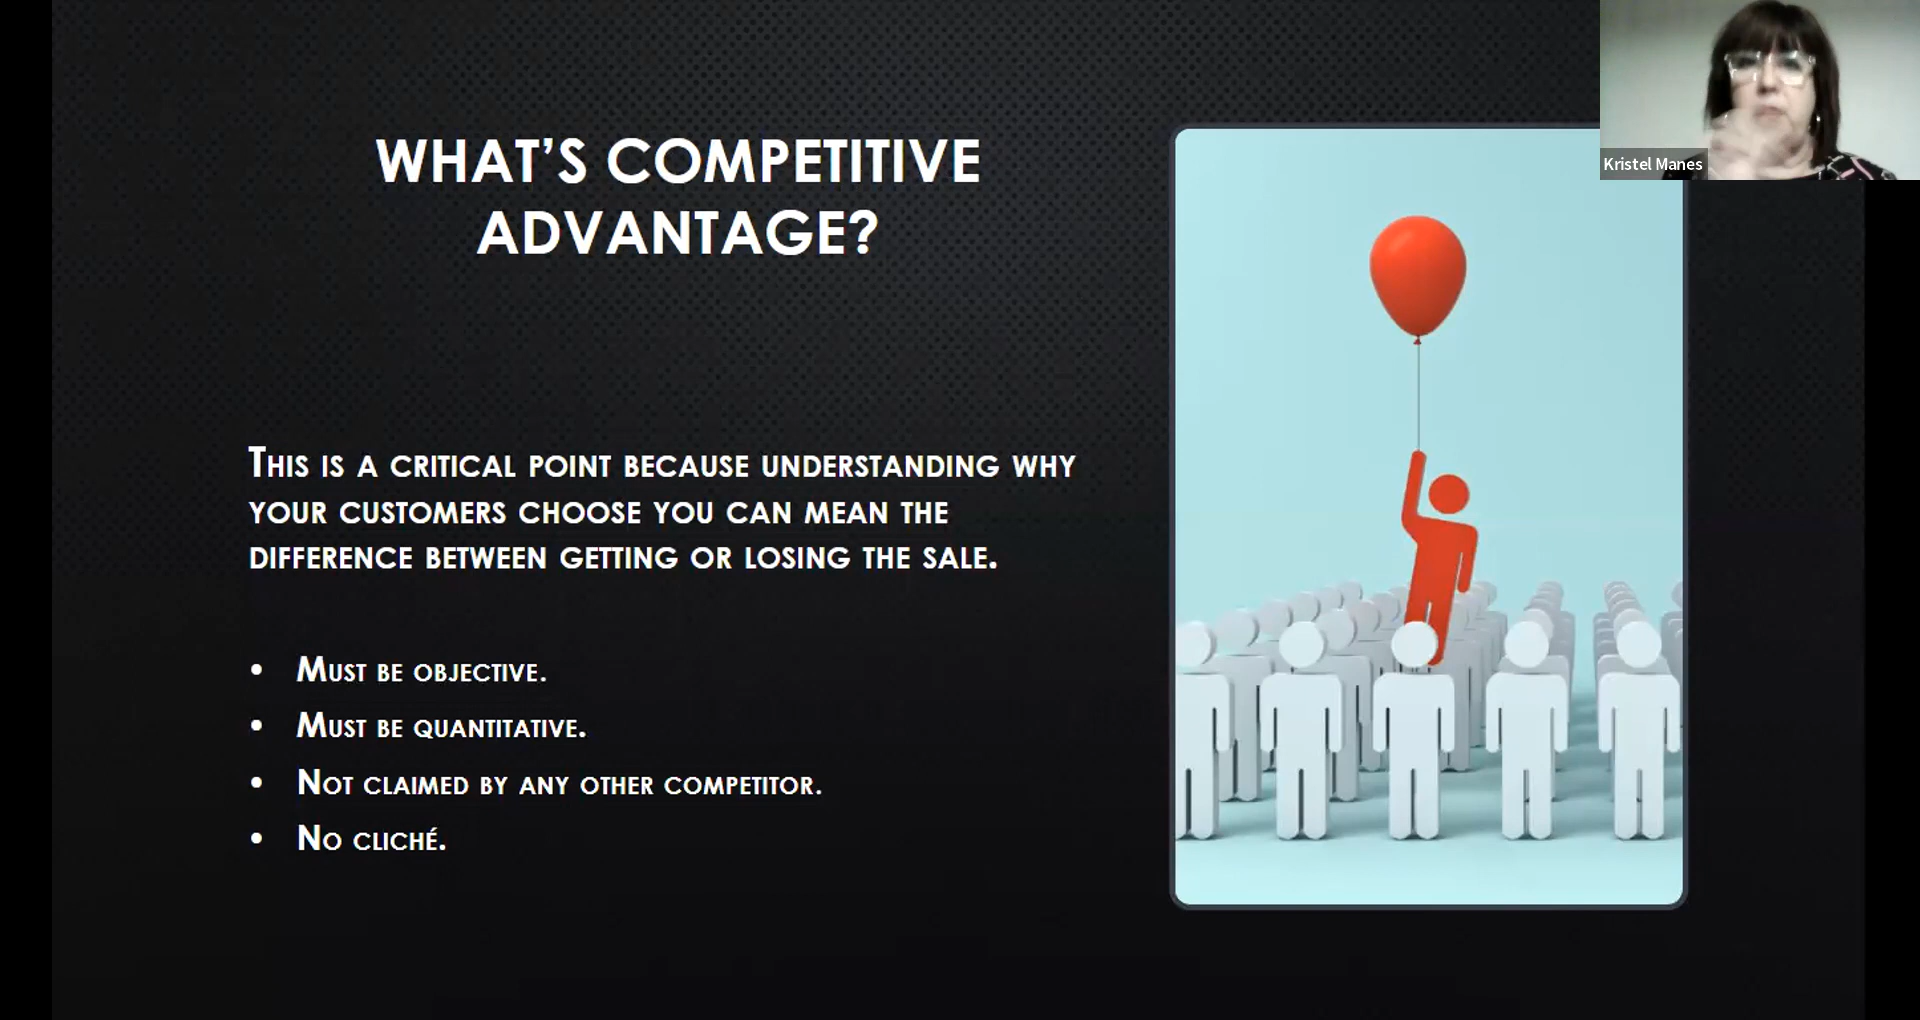 WHAT’S COMPETITIVE
ADVANTAGE?
THIS IS A CRITICAL POINT BECAUSE UNDERSTANDING WHY
YOUR CUSTOMERS CHOOSE YOU CAN MEAN THE
DIFFERENCE BETWEEN GETTING OR LOSING THE SALE.
• MUST BE OBJECTIVE.
• MUST BE QUANTITATIVE.
• NOT CLAIMED BY ANY OTHER COMPETITOR.
• NO CLICHÉ.
Kristel Manes